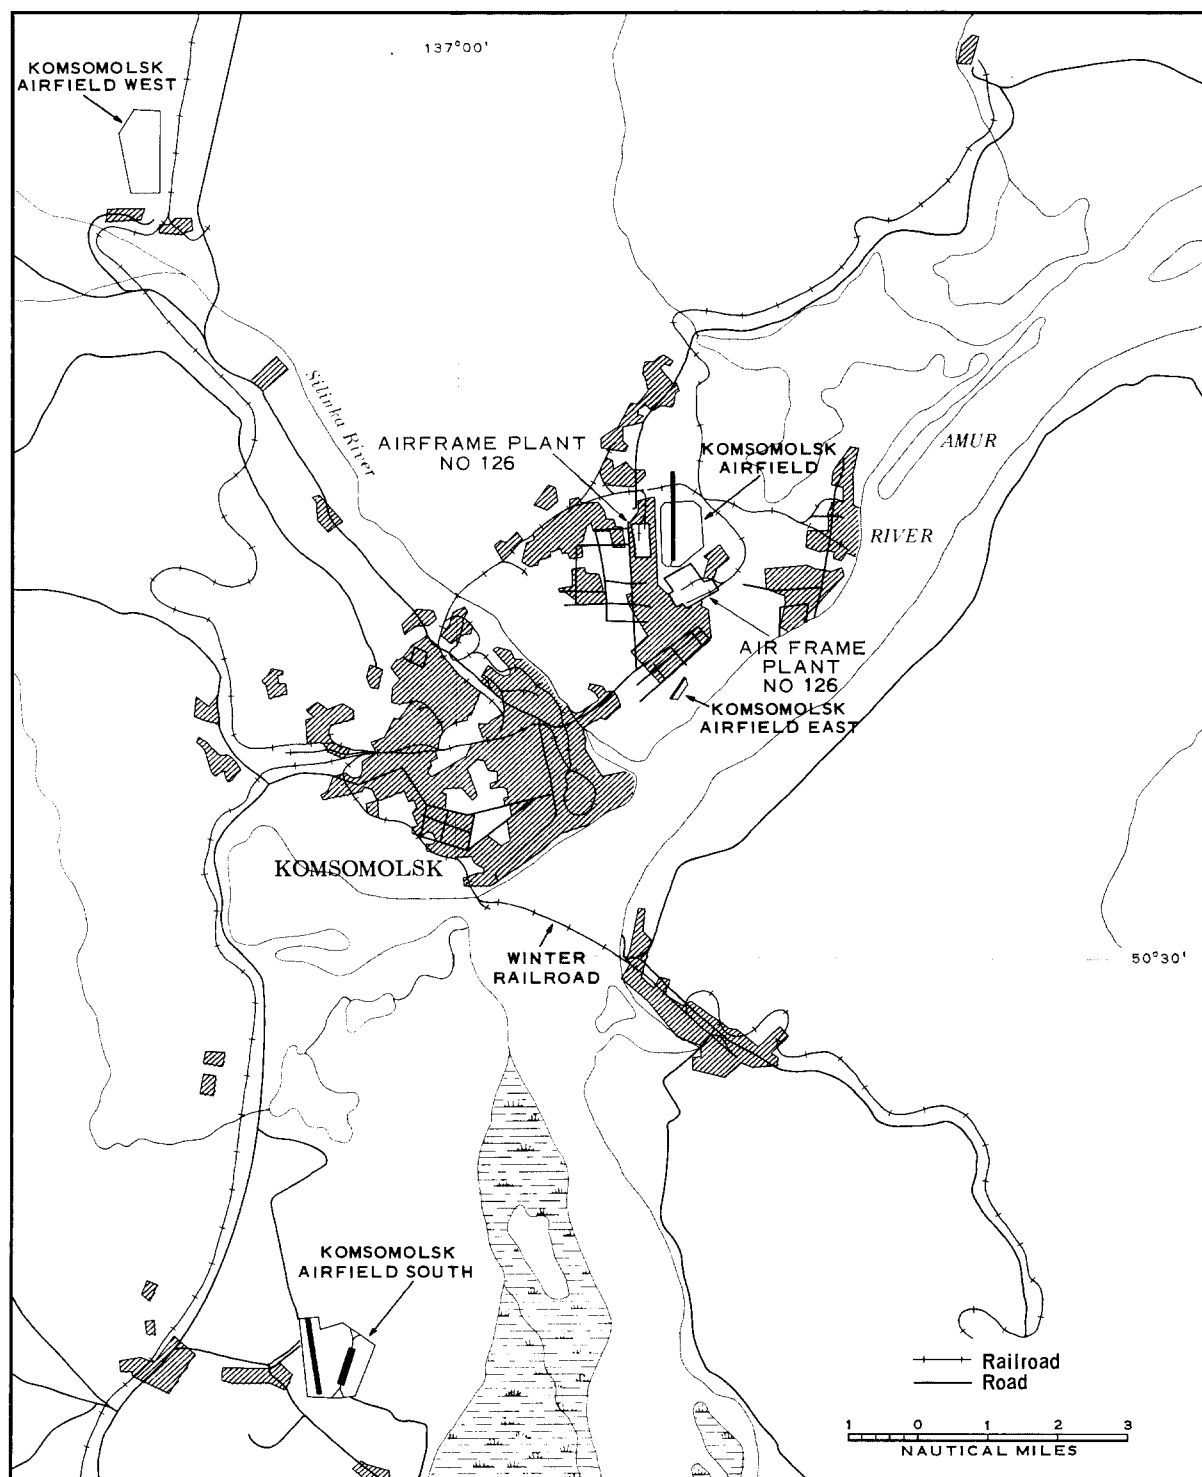 137°00'
KOMSOMOLSK
AIRFIELD WEST
Silinka River
AIRFRAME PLANT
NO 126
KOMSOMOLSK
AIRFIELD
AMUR
RIVER
AIR FRAME
PLANT
NO 126
KOMSOMOLSK
AIRFIELD EAST
KOMSOMOLSK
WINTER
RAILROAD
50°30'
KOMSOMOLSK
AIRFIELD SOUTH
Railroad
Road
1 0 1 2 3
NAUTICAL MILES